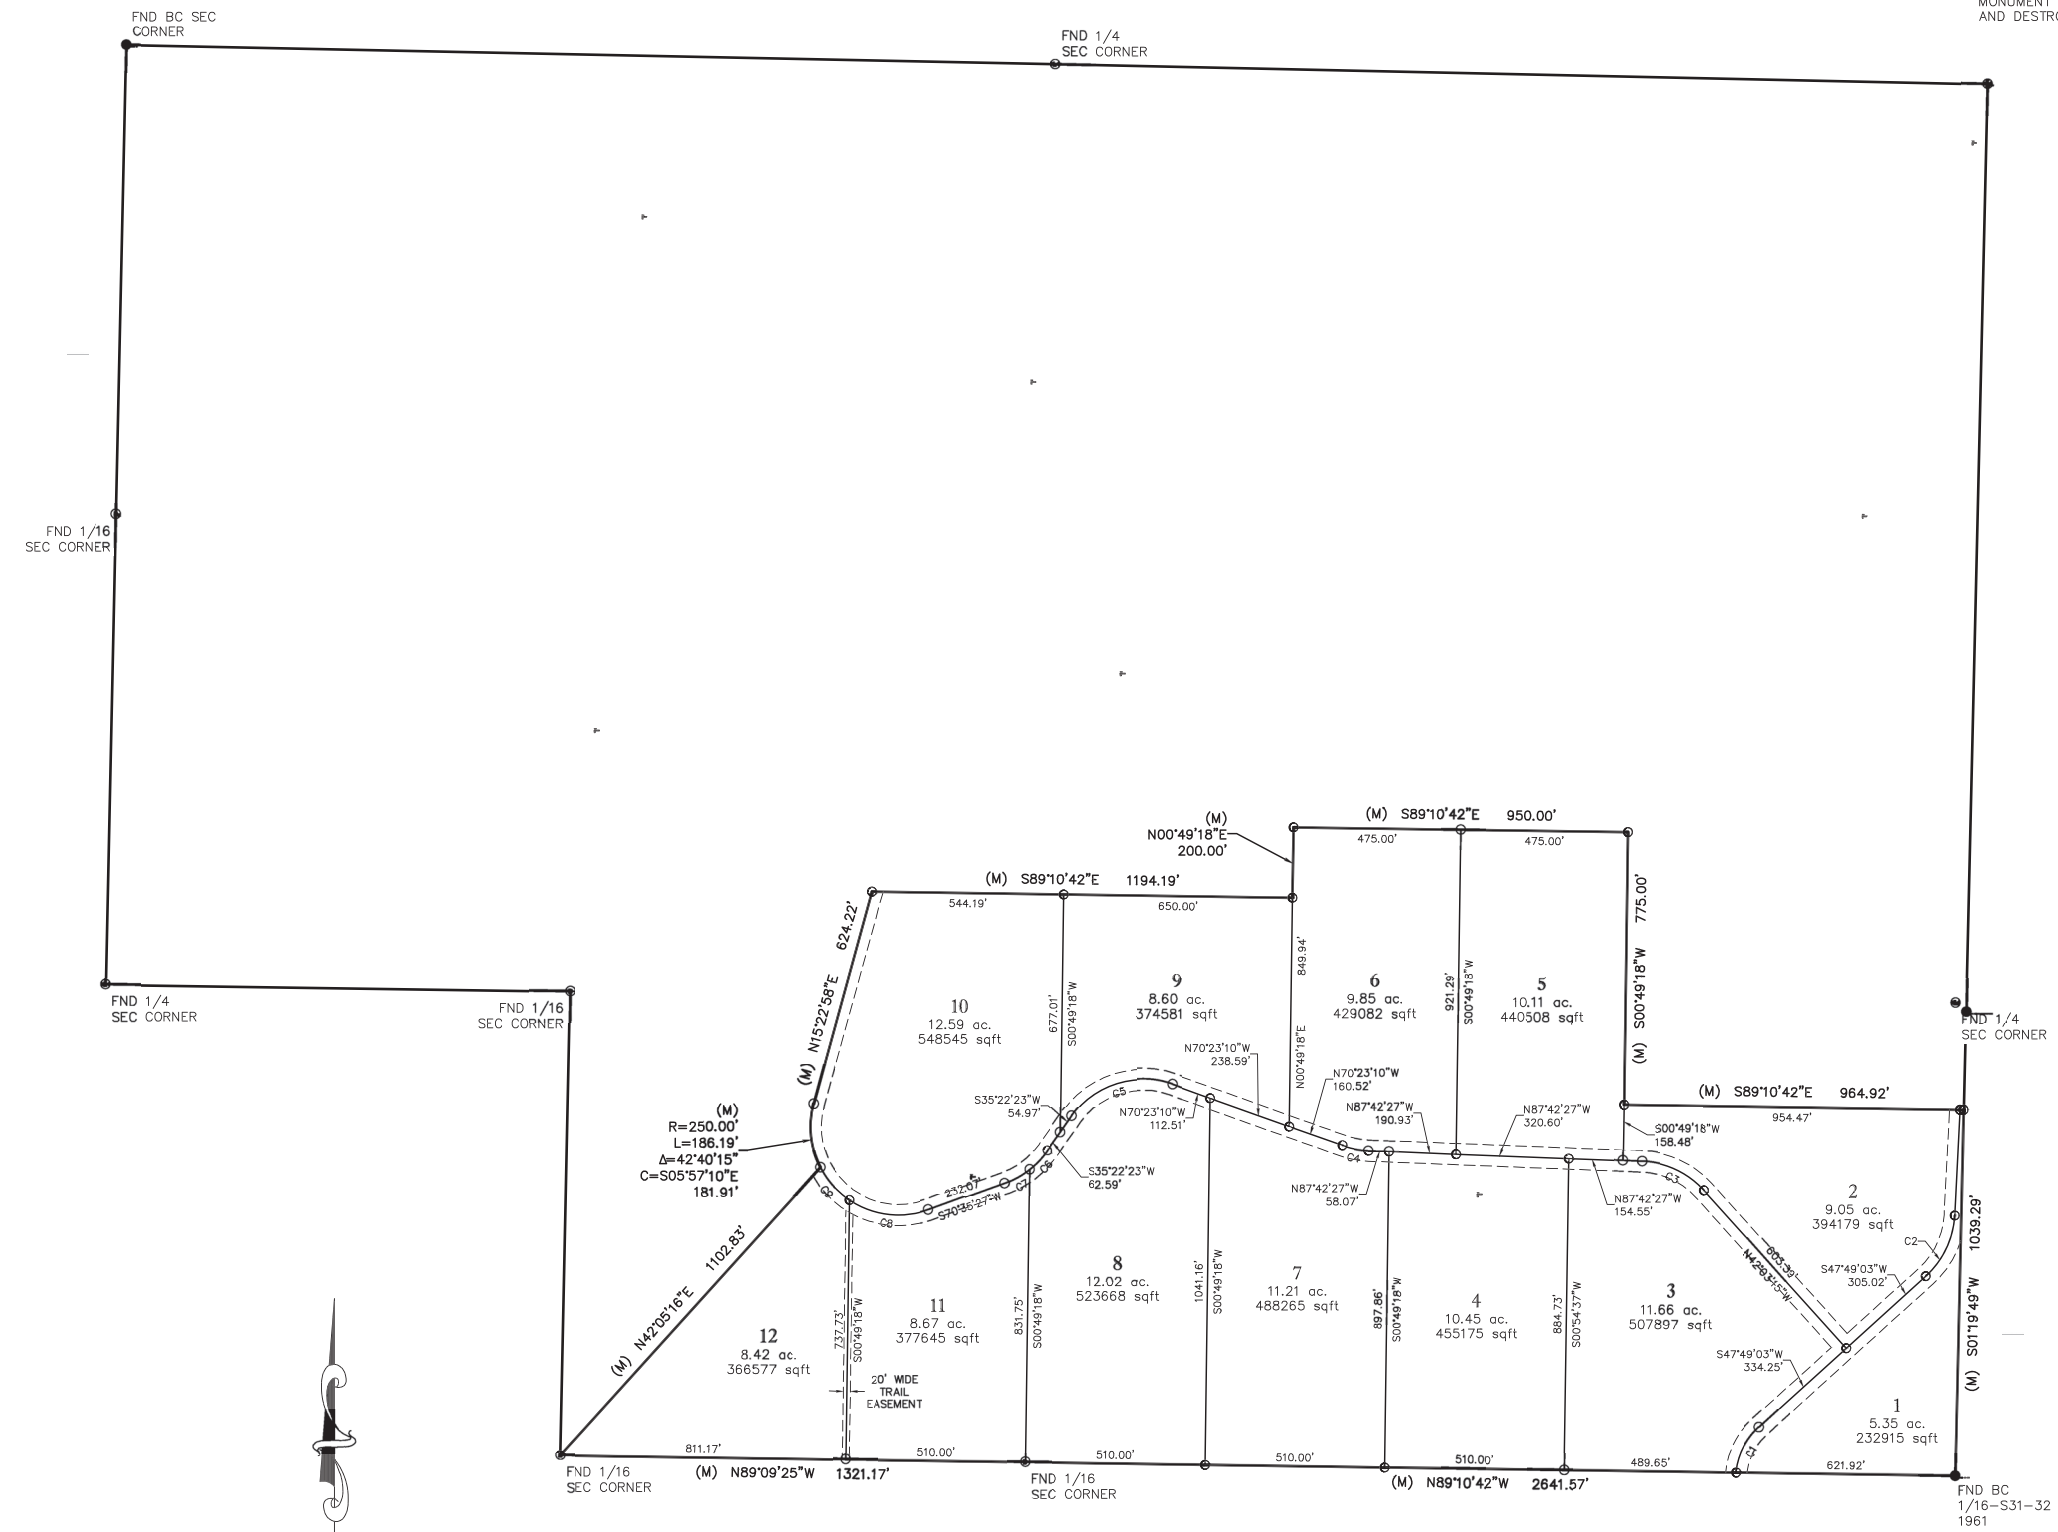 MONUMENT
FND BC SEC
CORNER
FND 1/4
SEC CORNER
FND 1/16
SEC CORNER
FND 1/4
SEC CORNER
FND 1/16
SEC CORNER
(M) S89°10'42"E 950.00'
475.00'
475.00'
(M)
N00°49'18"E
200.00'
(M) S89°10'42"E 1194.19'
544.19'
650.00'
(M) N15°22'58"E 624.22'
(M) S00°49'18"W 775.00'
10
12.59 ac.
548545 sqft
677.01'
S00°49'18"W
9
8.60 ac.
374581 sqft
849.94'
N00°49'18"E
6
9.85 ac.
429082 sqft
921.29'
S00°49'18"W
5
10.11 ac.
440508 sqft
FND 1/4
SEC CORNER
(M) S89°10'42"E 964.92'
954.47'
S00°49'18"W
158.48'
(M)
R=250.00'
L=186.19'
Δ=42°40'15"
C=S05°57'10"E
181.91'
S35°22'23"W
54.97'
C5
N70°23'10"W
238.59'
N70°23'10"W
112.51'
N70°23'10"W
160.52'
N87°42'27"W
190.93'
N87°42'27"W
320.60'
C4
N87°42'27"W
58.07'
N87°42'27"W
154.55'
C3
S35°22'23"W
62.59'
C6
C7
232.07'
S70°35'27"W
C8
C9
2
9.05 ac.
394179 sqft
C2
S47°49'03"W
305.02'
603.39'
N42°03'15"W
(M) S01°19'49"W 1039.29'
(M) N42°05'16"E 1102.83'
12
8.42 ac.
366577 sqft
737.73'
S00°49'18"W
20' WIDE
TRAIL
EASEMENT
11
8.67 ac.
377645 sqft
831.75'
S00°49'18"W
8
12.02 ac.
523668 sqft
1041.16'
S00°49'18"W
7
11.21 ac.
488265 sqft
897.86'
S00°49'18"W
4
10.45 ac.
455175 sqft
884.73'
S00°54'37"W
3
11.66 ac.
507897 sqft
S47°49'03"W
334.25'
C1
1
5.35 ac.
232915 sqft
811.17'
510.00'
510.00'
510.00'
510.00'
489.65'
621.92'
(M) N89°09'25"W 1321.17'
(M) N89°10'42"W 2641.57'
FND 1/16
SEC CORNER
FND 1/16
SEC CORNER
FND BC
1/16-S31-32
1961